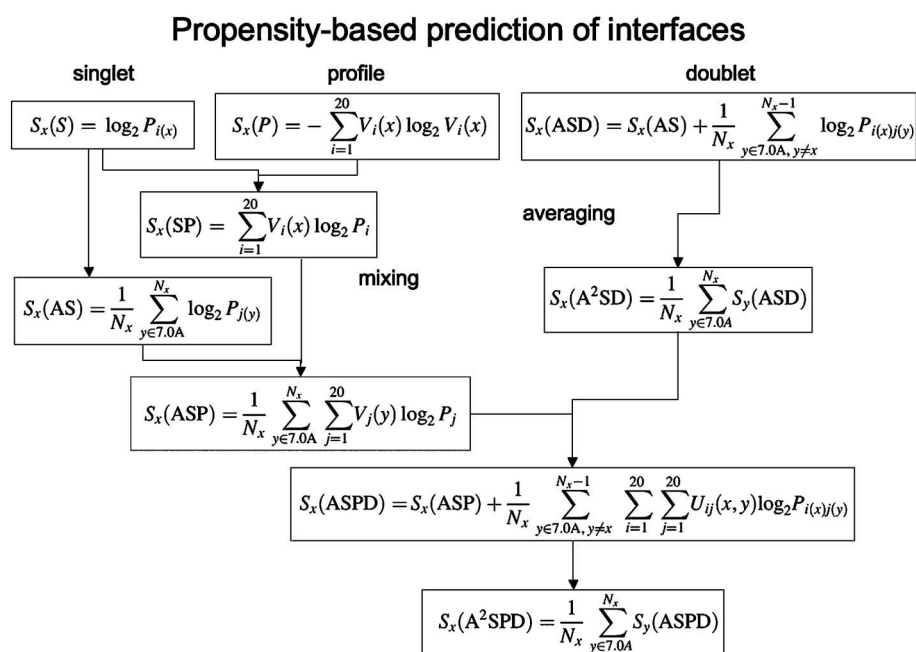 Propensity-based prediction of interfaces
singlet
profile
doublet
S_x(S) = log_2 P_{i(x)}
S_x(P) = − ∑_{i=1}^{20} V_i(x) log_2 V_i(x)
S_x(ASD) = S_x(AS) + 1/N_x ∑_{y∈7.0A, y≠x}^{N_x−1} log_2 P_{i(x)j(y)}
S_x(SP) = ∑_{i=1}^{20} V_i(x) log_2 P_i
averaging
mixing
S_x(AS) = 1/N_x ∑_{y∈7.0A}^{N_x} log_2 P_{j(y)}
S_x(A²SD) = 1/N_x ∑_{y∈7.0A}^{N_x} S_y(ASD)
S_x(ASP) = 1/N_x ∑_{y∈7.0A}^{N_x} ∑_{j=1}^{20} V_j(y) log_2 P_j
S_x(ASPD) = S_x(ASP) + 1/N_x ∑_{y∈7.0A, y≠x}^{N_x−1} ∑_{i=1}^{20} ∑_{j=1}^{20} U_{ij}(x, y) log_2 P_{i(x)j(y)}
S_x(A²SPD) = 1/N_x ∑_{y∈7.0A}^{N_x} S_y(ASPD)